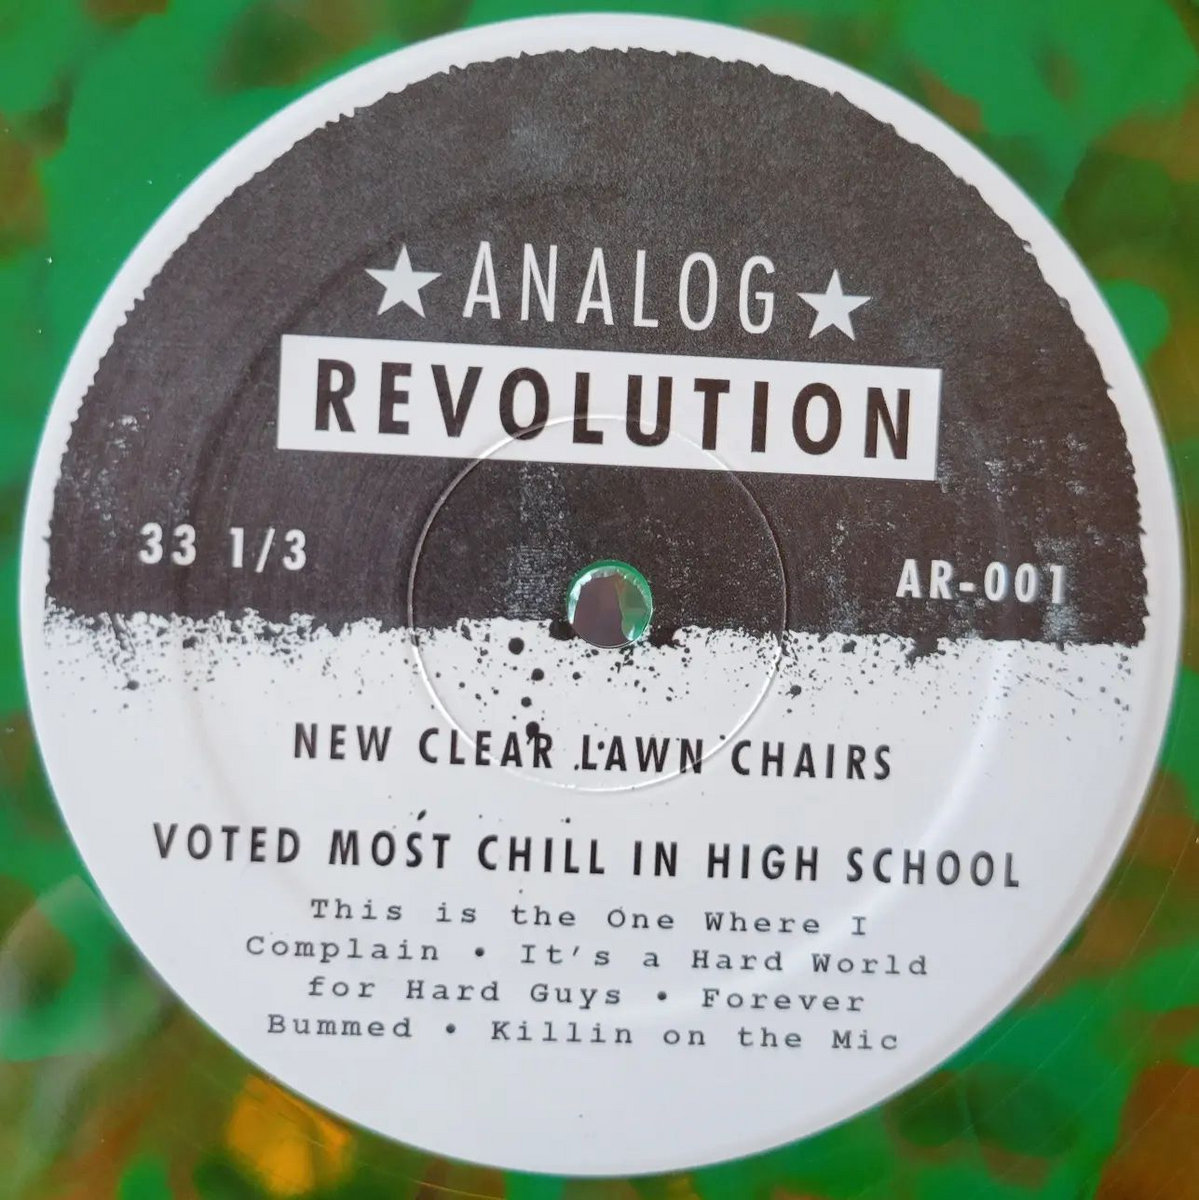 ★ ANALOG ★
REVOLUTION
33 1/3
AR-001
NEW CLEAR LAWN CHAIRS
VOTED MOST CHILL IN HIGH SCHOOL
This is the One Where I
Complain • It's a Hard World
for Hard Guys • Forever
Bummed • Killin on the Mic